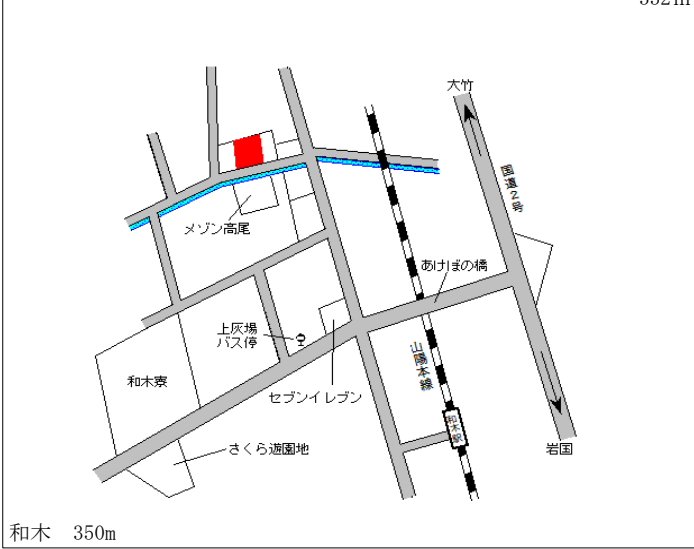 大竹
国道2号
メゾン高尾
あけぼの橋
上灰場
バス停
山陽本線
和木寮
セブンイレブン
和木駅
さくら遊園地
岩国
和木 350m